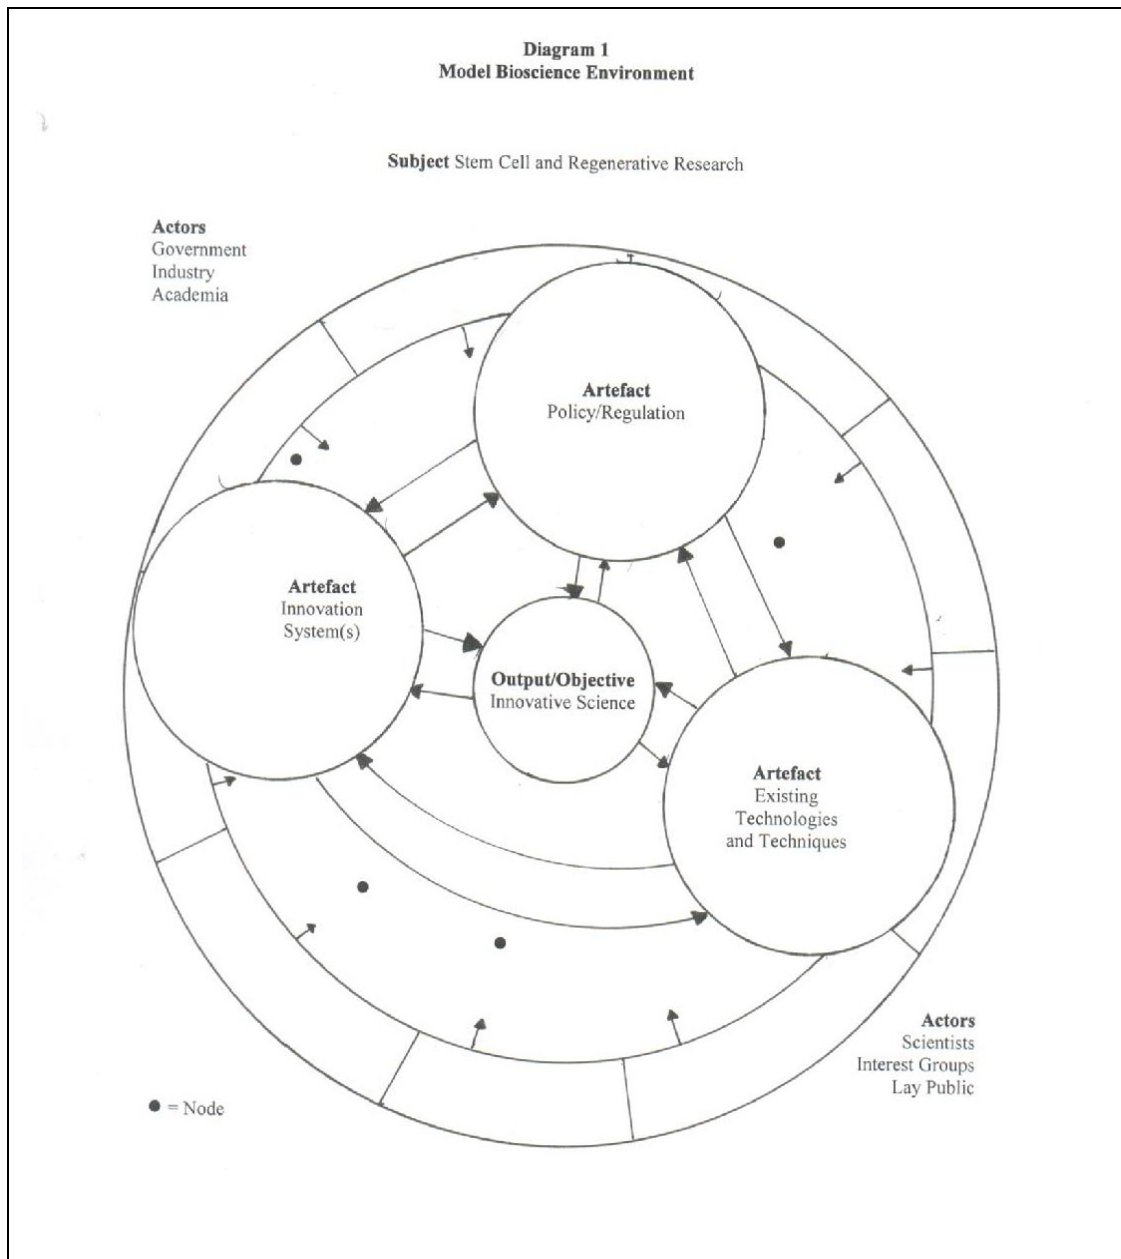 Diagram 1
Model Bioscience Environment
Subject Stem Cell and Regenerative Research
Actors
Government
Industry
Academia
Artefact
Policy/Regulation
Artefact
Innovation
System(s)
Output/Objective
Innovative Science
Artefact
Existing
Technologies
and Techniques
Actors
Scientists
Interest Groups
Lay Public
= Node